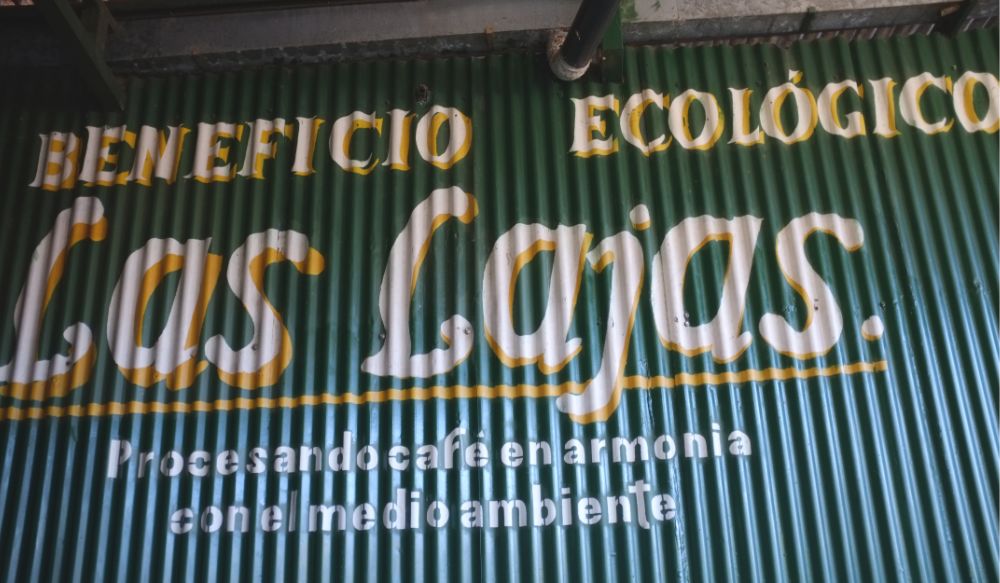 BENEFICIO ECOLÓGICO
Las Lajas.
Procesando café en armonia
con el medio ambiente